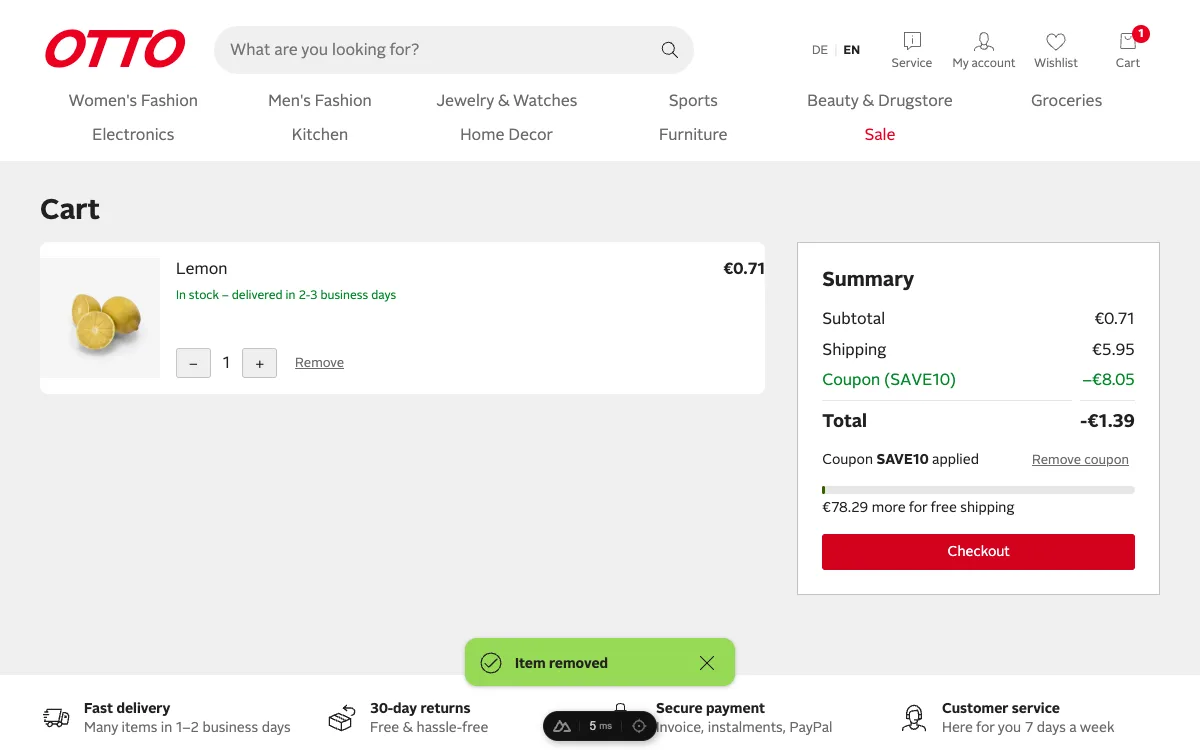 OTTO
What are you looking for?
DE | EN
Service
My account
Wishlist
1
Cart
Women's Fashion
Men's Fashion
Jewelry & Watches
Sports
Beauty & Drugstore
Groceries
Electronics
Kitchen
Home Decor
Furniture
Sale
Cart
Lemon
€0.71
In stock – delivered in 2-3 business days
– 1 +
Remove
Summary
Subtotal €0.71
Shipping €5.95
Coupon (SAVE10) –€8.05
Total -€1.39
Coupon SAVE10 applied
Remove coupon
€78.29 more for free shipping
Checkout
Item removed
Fast delivery
Many items in 1–2 business days
30-day returns
Free & hassle-free
5 ms
Secure payment
Invoice, instalments, PayPal
Customer service
Here for you 7 days a week